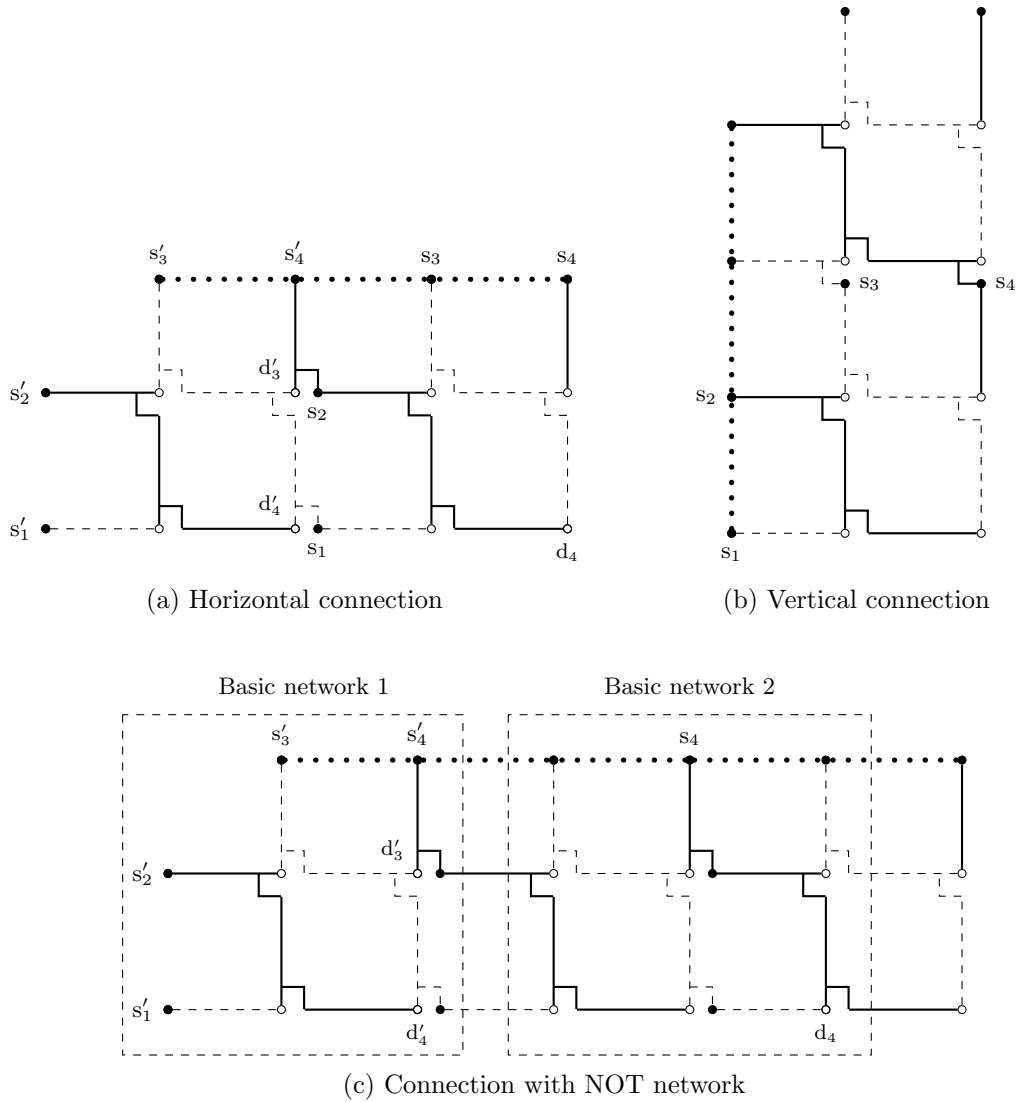 s′₃ s′₄ s₃ s₄
s′₂ d′₃ s₂
s′₁ d′₄ s₁ d₄
(a) Horizontal connection
s₃ s₄
s₂
s₁
(b) Vertical connection
Basic network 1 Basic network 2
s′₃ s′₄ s₄
s′₂ d′₃
s′₁ d′₄ d₄
(c) Connection with NOT network